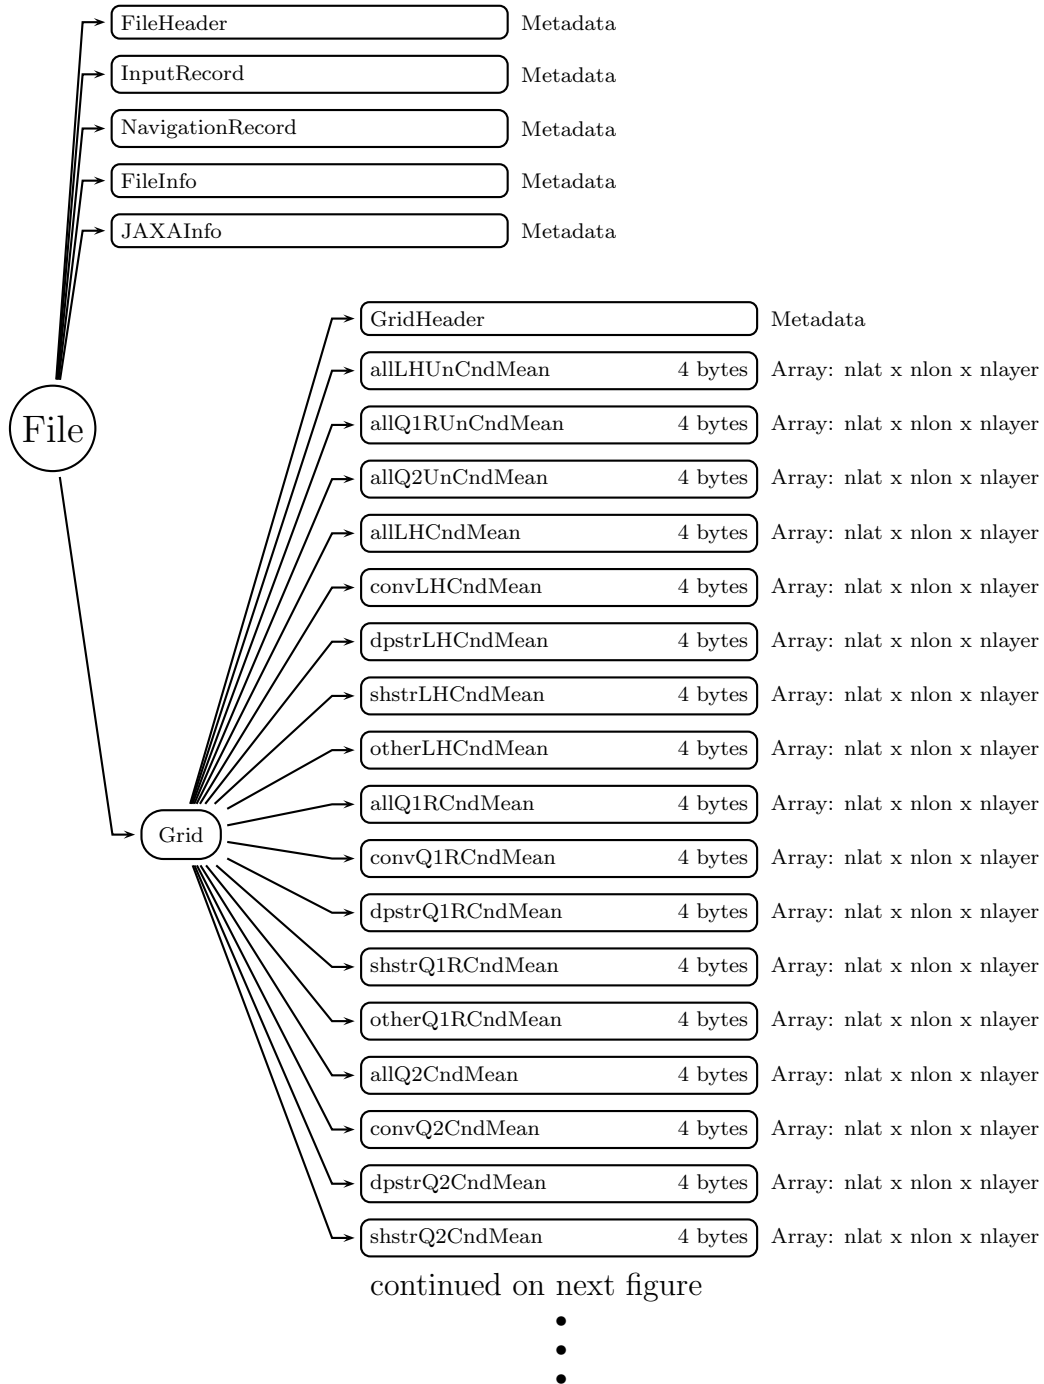 FileHeader Metadata
InputRecord Metadata
NavigationRecord Metadata
FileInfo Metadata
JAXAInfo Metadata
GridHeader Metadata
allLHUnCndMean 4 bytes Array: nlat x nlon x nlayer
File
allQ1RUnCndMean 4 bytes Array: nlat x nlon x nlayer
allQ2UnCndMean 4 bytes Array: nlat x nlon x nlayer
allLHCndMean 4 bytes Array: nlat x nlon x nlayer
convLHCndMean 4 bytes Array: nlat x nlon x nlayer
dpstrLHCndMean 4 bytes Array: nlat x nlon x nlayer
shstrLHCndMean 4 bytes Array: nlat x nlon x nlayer
otherLHCndMean 4 bytes Array: nlat x nlon x nlayer
allQ1RCndMean 4 bytes Array: nlat x nlon x nlayer
Grid
convQ1RCndMean 4 bytes Array: nlat x nlon x nlayer
dpstrQ1RCndMean 4 bytes Array: nlat x nlon x nlayer
shstrQ1RCndMean 4 bytes Array: nlat x nlon x nlayer
otherQ1RCndMean 4 bytes Array: nlat x nlon x nlayer
allQ2CndMean 4 bytes Array: nlat x nlon x nlayer
convQ2CndMean 4 bytes Array: nlat x nlon x nlayer
dpstrQ2CndMean 4 bytes Array: nlat x nlon x nlayer
shstrQ2CndMean 4 bytes Array: nlat x nlon x nlayer
continued on next figure